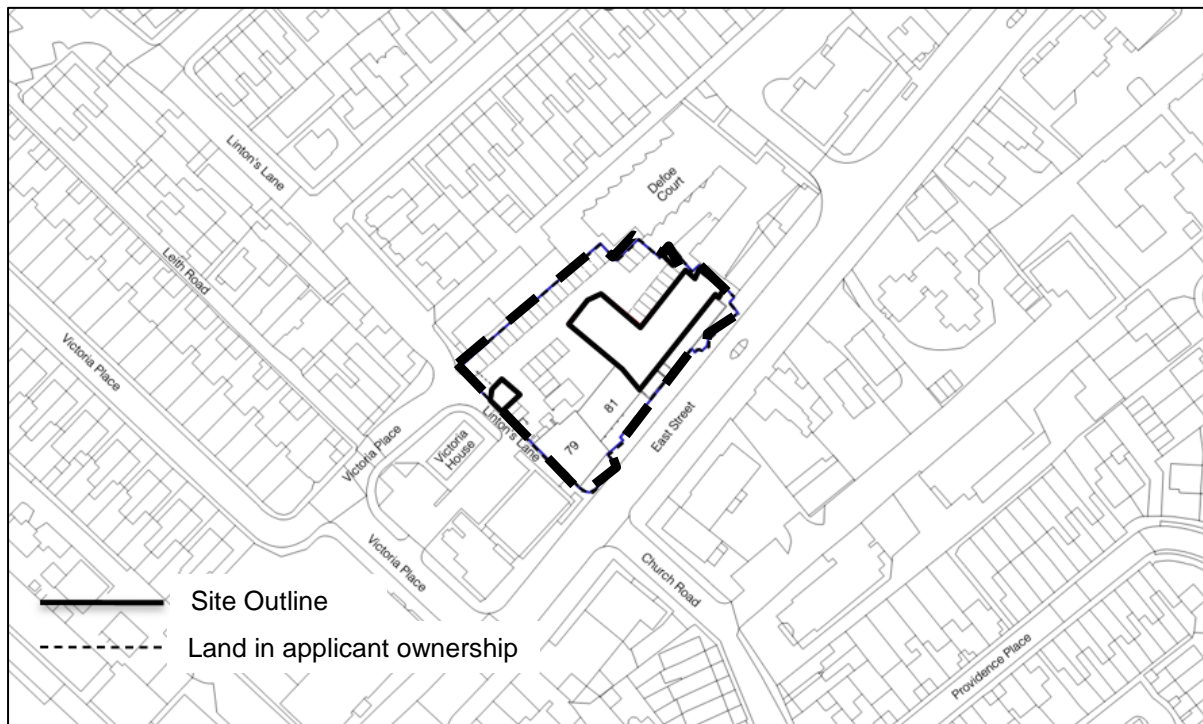 Linton's Lane
Defoe
Court
Leith Road
Victoria Place
Victoria Place
Linton's Lane
Victoria
House
79
81
East Street
Victoria Place
Church Road
Providence Place
Site Outline
Land in applicant ownership